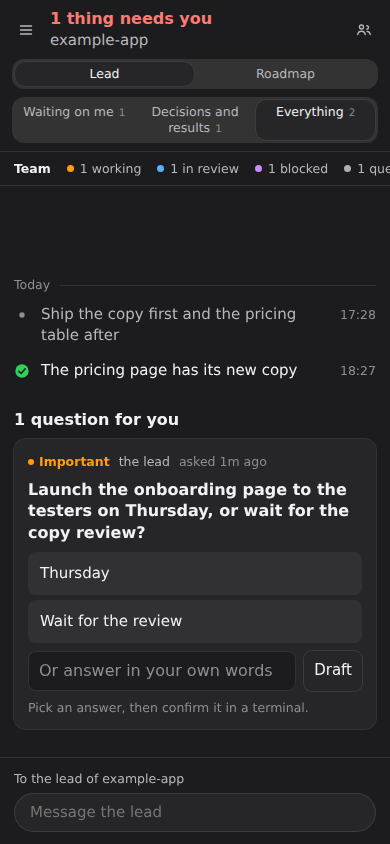 1 thing needs you
example-app
Lead
Roadmap
Waiting on me 1
Decisions and
results 1
Everything 2
Team
1 working
1 in review
1 blocked
1 que
Today
Ship the copy first and the pricing
table after
17:28
The pricing page has its new copy
18:27
1 question for you
Important the lead asked 1m ago
Launch the onboarding page to the
testers on Thursday, or wait for the
copy review?
Thursday
Wait for the review
Or answer in your own words
Draft
Pick an answer, then confirm it in a terminal.
To the lead of example-app
Message the lead